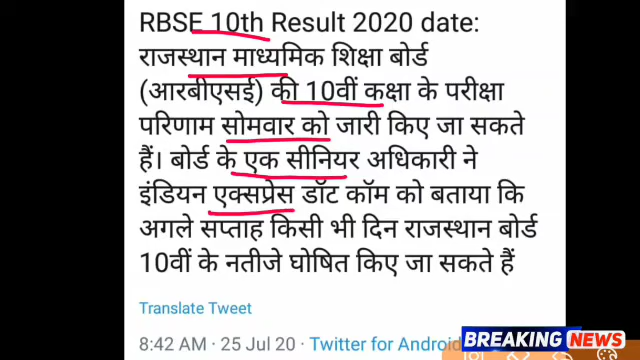 RBSE 10th Result 2020 date:
राजस्थान माध्यमिक शिक्षा बोर्ड
(आरबीएसई) की 10वीं कक्षा के परीक्षा
परिणाम सोमवार को जारी किए जा सकते
हैं। बोर्ड के एक सीनियर अधिकारी ने
इंडियन एक्सप्रेस डॉट कॉम को बताया कि
अगले सप्ताह किसी भी दिन राजस्थान बोर्ड
10वीं के नतीजे घोषित किए जा सकते हैं
Translate Tweet
8:42 AM · 25 Jul 20 · Twitter for Android
BREAKING NEWS